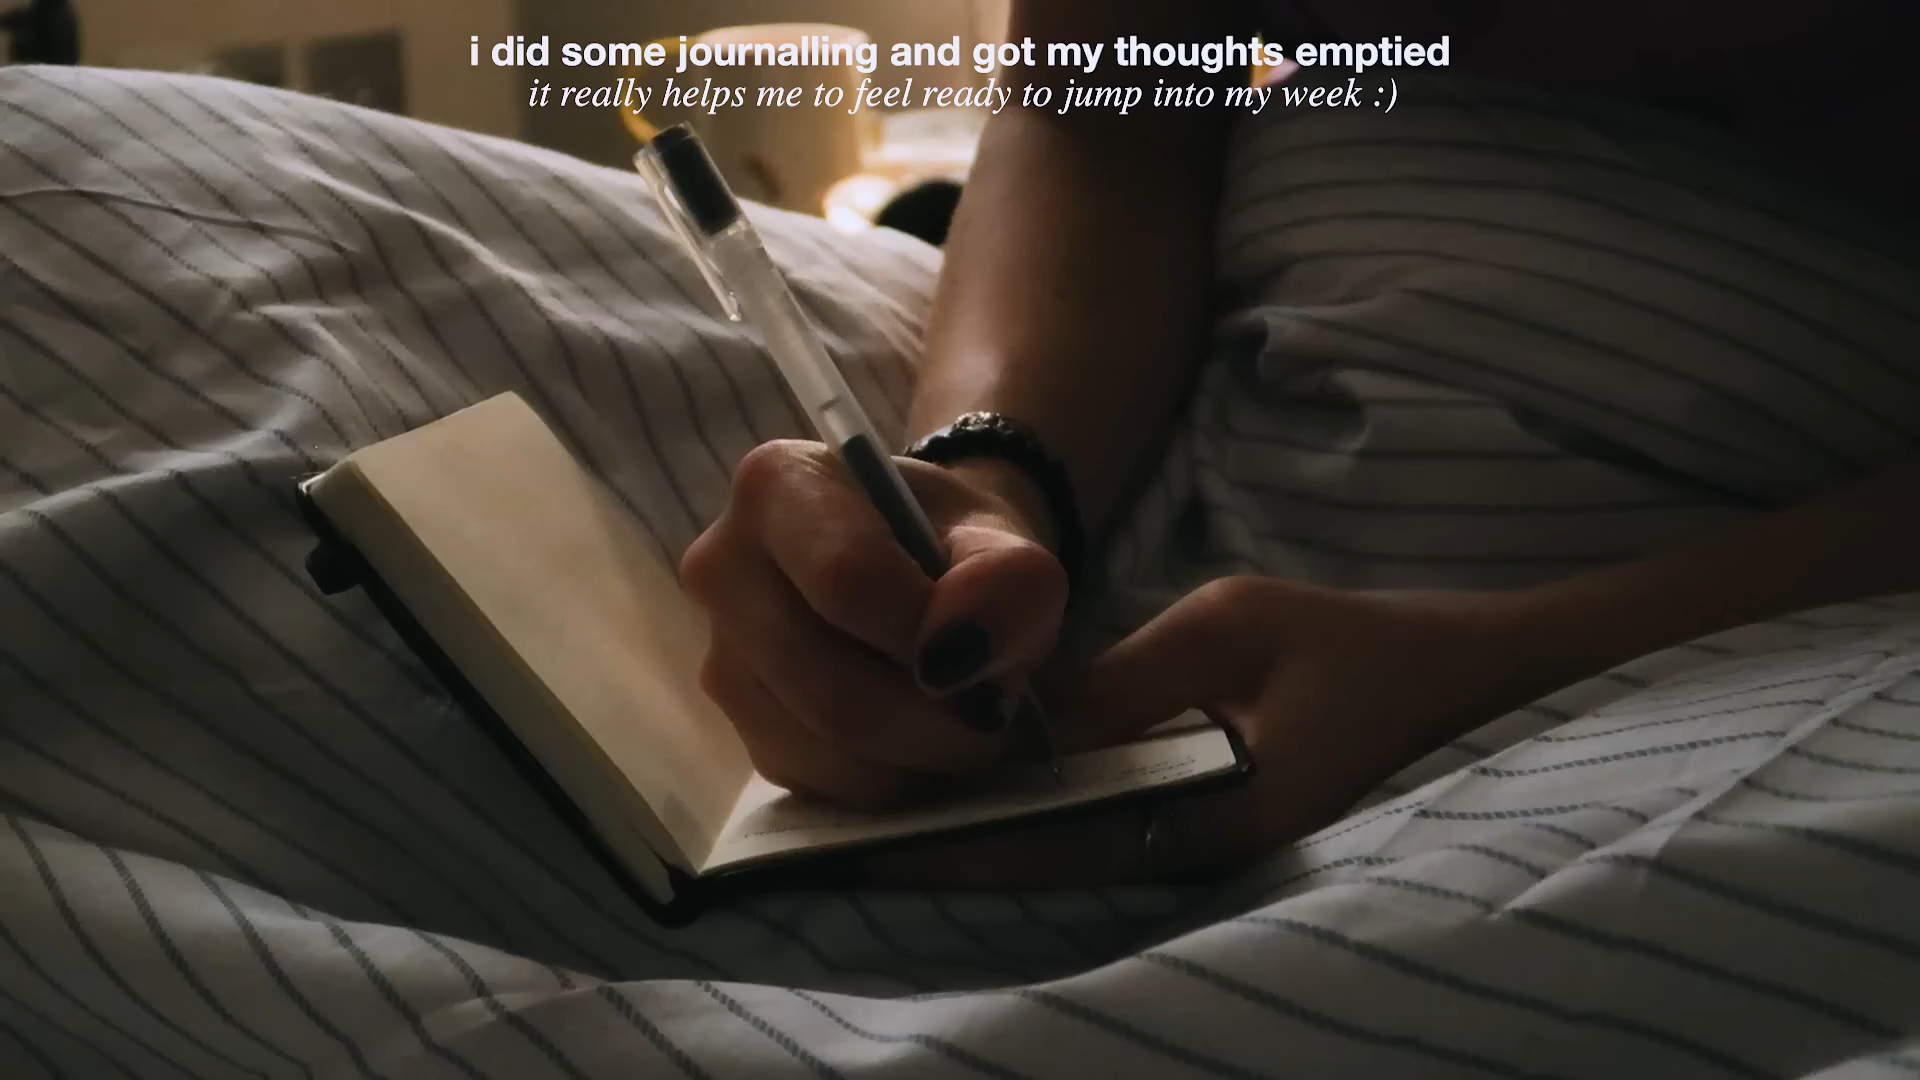 i did some journalling and got my thoughts emptied
it really helps me to feel ready to jump into my week :)